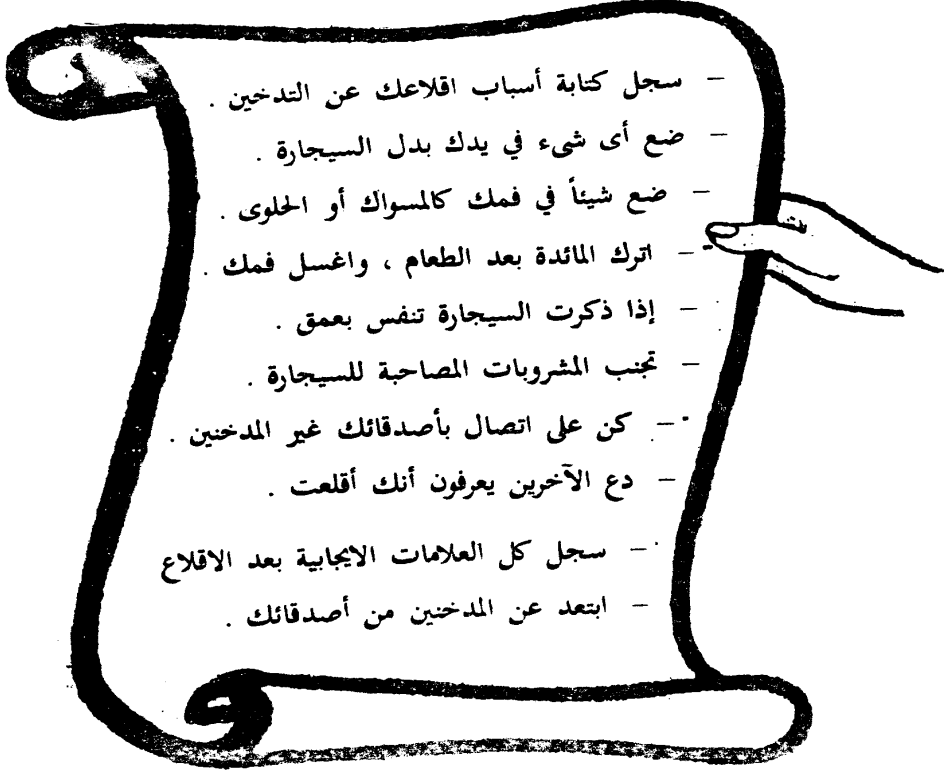 – سجل كتابة أسباب اقلاعك عن التدخين .
– ضع أى شىء في يدك بدل السيجارة .
– ضع شيئاً في فمك كالمسواك أو الحلوى .
– اترك المائدة بعد الطعام ، واغسل فمك .
– إذا ذكرت السيجارة تنفس بعمق .
– تجنب المشروبات المصاحبة للسيجارة .
– كن على اتصال بأصدقائك غير المدخنين .
– دع الآخرين يعرفون أنك أقلعت .
– سجل كل العلامات الايجابية بعد الاقلاع
– ابتعد عن المدخنين من أصدقائك .